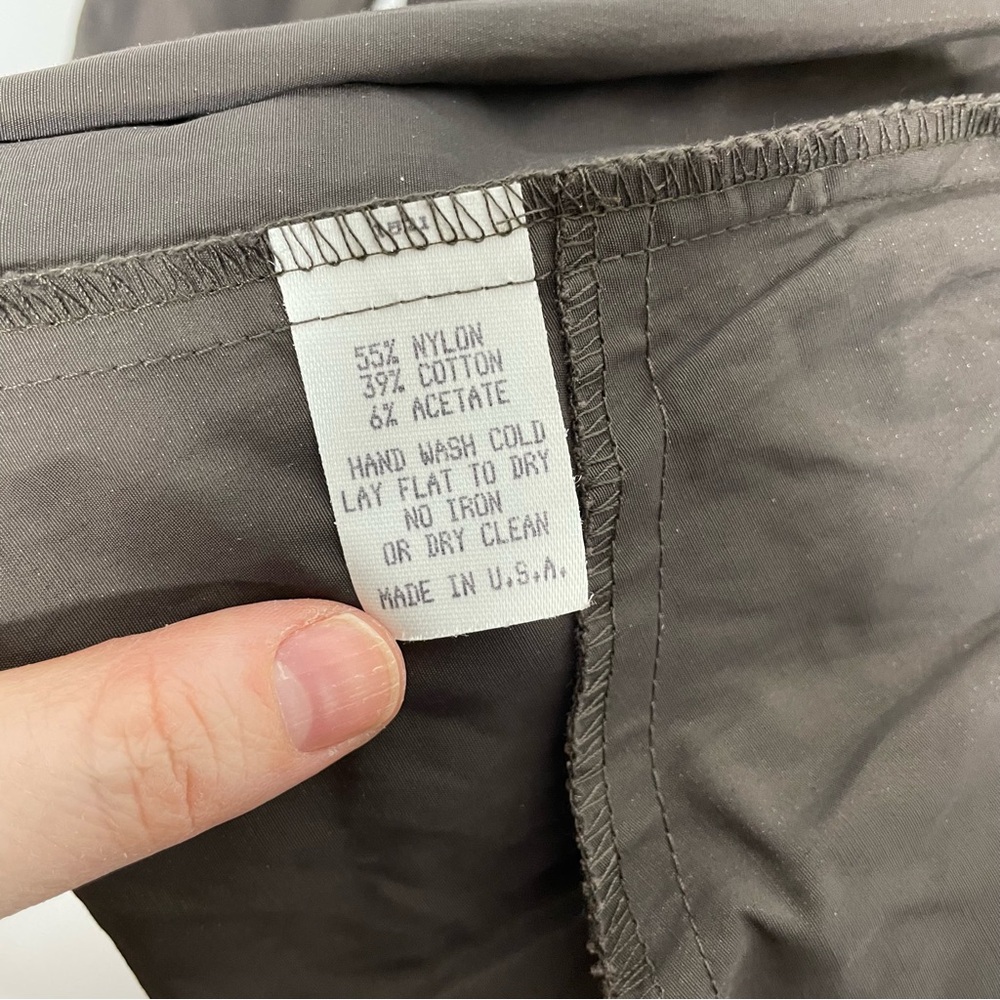 55% NYLON
39% COTTON
6% ACETATE
HAND WASH COLD
LAY FLAT TO DRY
NO IRON
OR DRY CLEAN
MADE IN U.S.A.